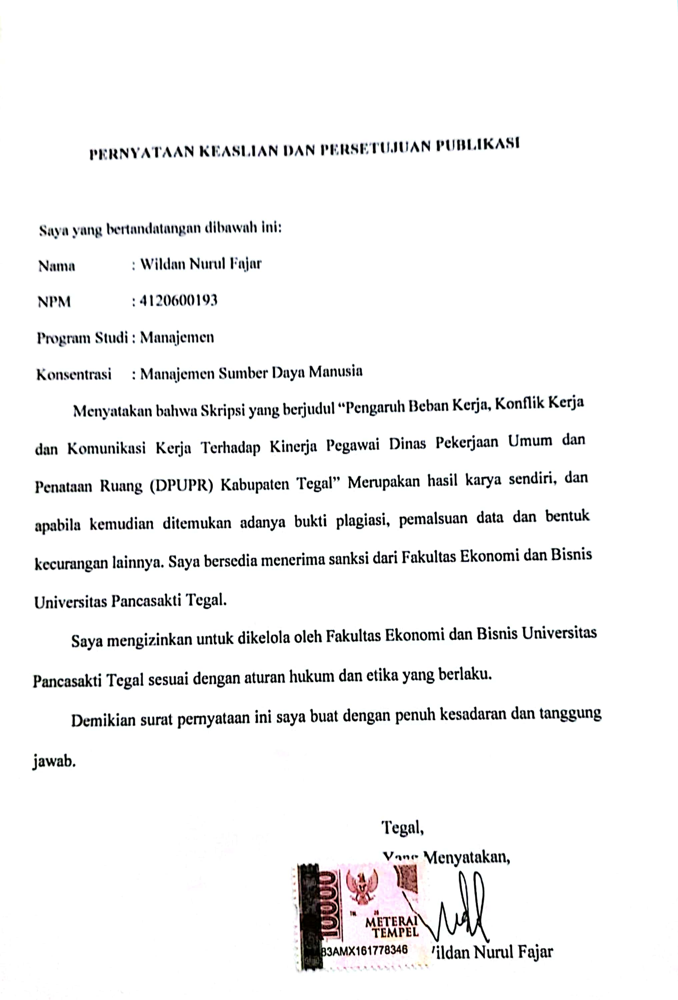 PERNYATAAN KEASLIAN DAN PERSETUJUAN PUBLIKASI
Saya yang bertandatangan dibawah ini:
Nama : Wildan Nurul Fajar
NPM : 4120600193
Program Studi : Manajemen
Konsentrasi : Manajemen Sumber Daya Manusia
Menyatakan bahwa Skripsi yang berjudul “Pengaruh Beban Kerja, Konflik Kerja
dan Komunikasi Kerja Terhadap Kinerja Pegawai Dinas Pekerjaan Umum dan
Penataan Ruang (DPUPR) Kabupaten Tegal” Merupakan hasil karya sendiri, dan
apabila kemudian ditemukan adanya bukti plagiasi, pemalsuan data dan bentuk
kecurangan lainnya. Saya bersedia menerima sanksi dari Fakultas Ekonomi dan Bisnis
Universitas Pancasakti Tegal.
Saya mengizinkan untuk dikelola oleh Fakultas Ekonomi dan Bisnis Universitas
Pancasakti Tegal sesuai dengan aturan hukum dan etika yang berlaku.
Demikian surat pernyataan ini saya buat dengan penuh kesadaran dan tanggung
jawab.
Tegal,
Yang Menyatakan,
10000
METERAI
TEMPEL
B3AMX161778346
ildan Nurul Fajar